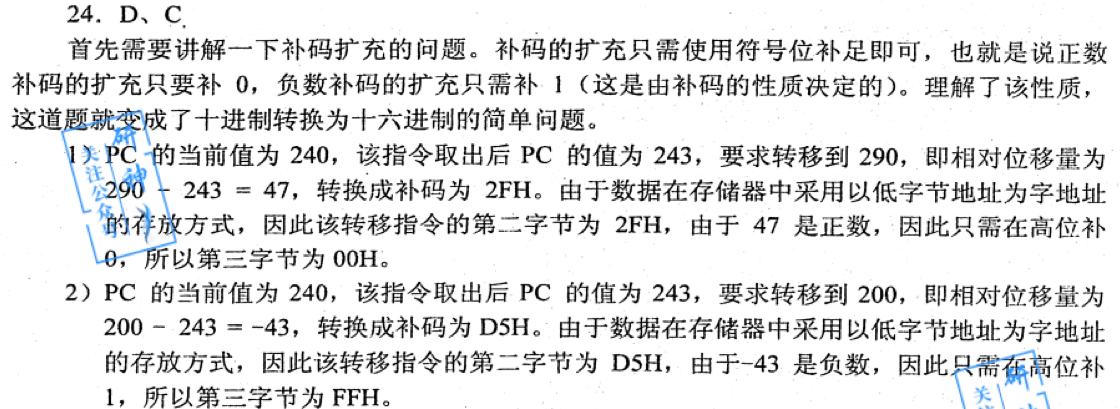 24. D、C.
首先需要讲解一下补码扩充的问题。补码的扩充只需使用符号位补足即可，也就是说正数
补码的扩充只要补 0，负数补码的扩充只需补 1（这是由补码的性质决定的）。理解了该性质，
这道题就变成了十进制转换为十六进制的简单问题。
1）PC 的当前值为 240，该指令取出后 PC 的值为 243，要求转移到 290，即相对位移量为
290 - 243 = 47，转换成补码为 2FH。由于数据在存储器中采用以低字节地址为字地址
的存放方式，因此该转移指令的第二字节为 2FH，由于 47 是正数，因此只需在高位补
0，所以第三字节为 00H。
2）PC 的当前值为 240，该指令取出后 PC 的值为 243，要求转移到 200，即相对位移量为
200 - 243 = -43，转换成补码为 D5H。由于数据在存储器中采用以低字节地址为字地址
的存放方式，因此该转移指令的第二字节为 D5H，由于-43 是负数，因此只需在高位补
1，所以第三字节为 FFH。
关注公众号
研神
关
研